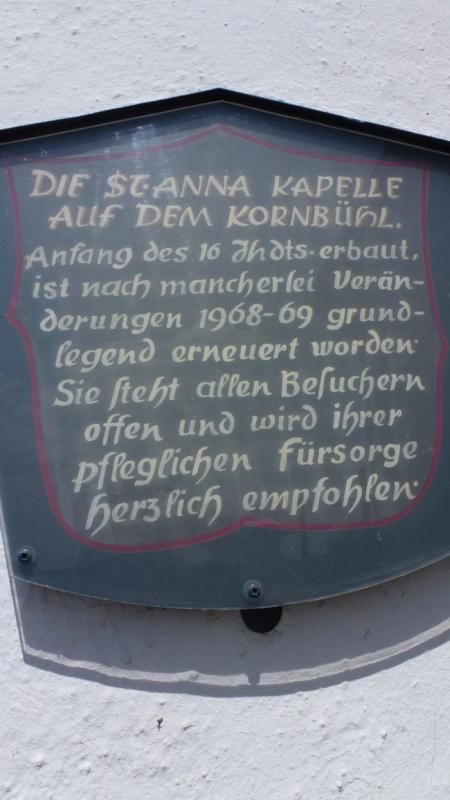 DIE ST. ANNA KAPELLE
AUF DEM KORNBÜHL.
Anfang des 16 Jhdts. erbaut,
ist nach mancherlei Verän-
derungen 1968-69 grund-
legend erneuert worden.
Sie ſteht allen Beſuchern
offen und wird ihrer
pfleglichen Fürsorge
herzlich empfohlen.